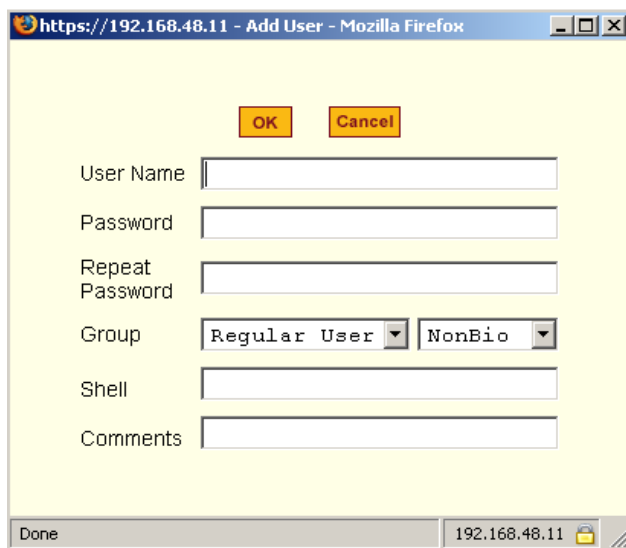 https://192.168.48.11 - Add User - Mozilla Firefox
OK Cancel
User Name
Password
Repeat
Password
Group Regular User NonBio
Shell
Comments
Done 192.168.48.11